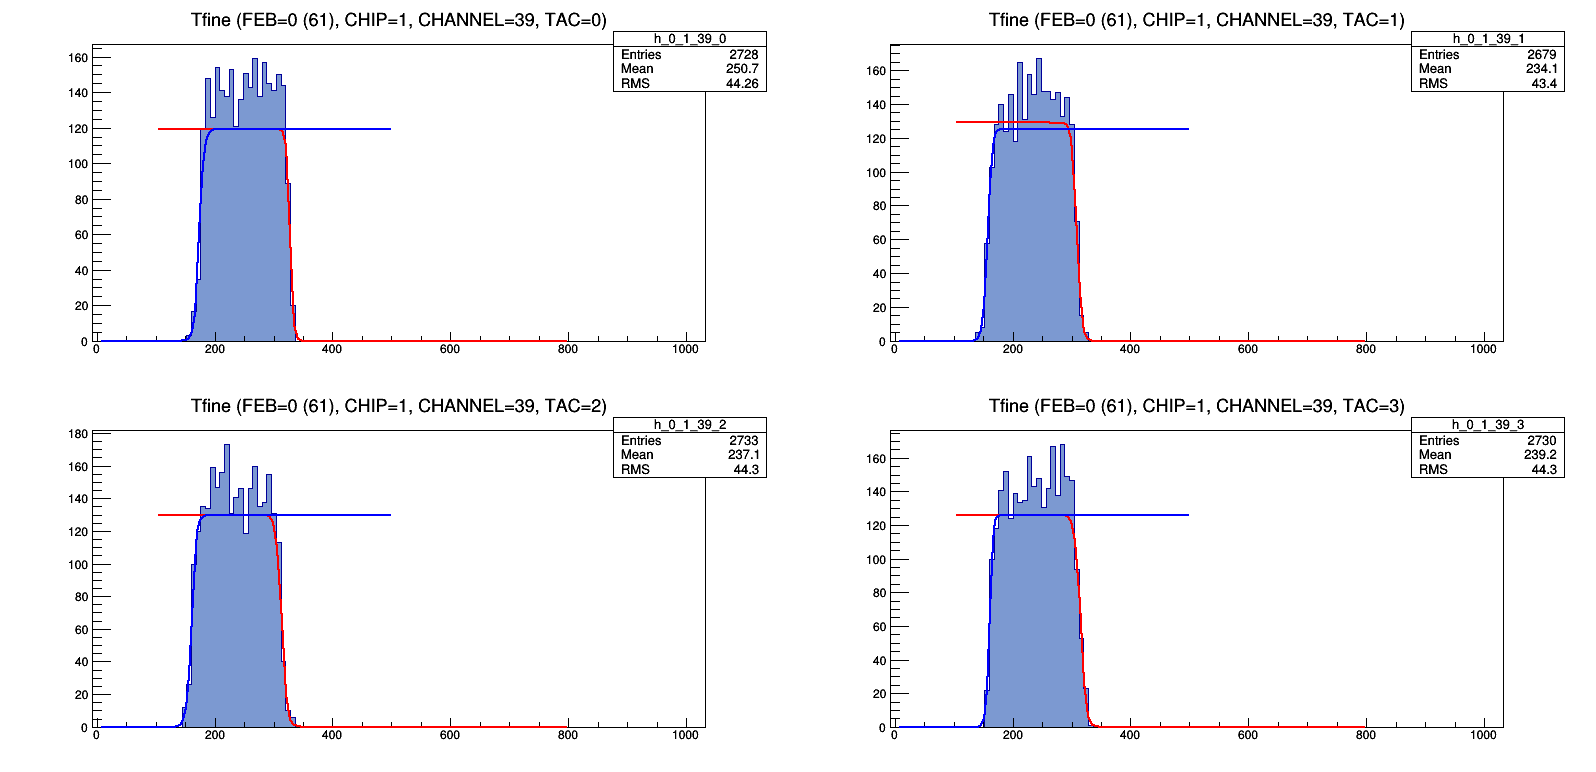 Tfine (FEB=0 (61), CHIP=1, CHANNEL=39, TAC=0)
h_0_1_39_0
Entries 2728
Mean 250.7
RMS 44.26
160
140
120
100
80
60
40
20
0
0 200 400 600 800 1000
Tfine (FEB=0 (61), CHIP=1, CHANNEL=39, TAC=1)
h_0_1_39_1
Entries 2679
Mean 234.1
RMS 43.4
160
140
120
100
80
60
40
20
0
0 200 400 600 800 1000
Tfine (FEB=0 (61), CHIP=1, CHANNEL=39, TAC=2)
h_0_1_39_2
Entries 2733
Mean 237.1
RMS 44.3
180
160
140
120
100
80
60
40
20
0
0 200 400 600 800 1000
Tfine (FEB=0 (61), CHIP=1, CHANNEL=39, TAC=3)
h_0_1_39_3
Entries 2730
Mean 239.2
RMS 44.3
160
140
120
100
80
60
40
20
0
0 200 400 600 800 1000